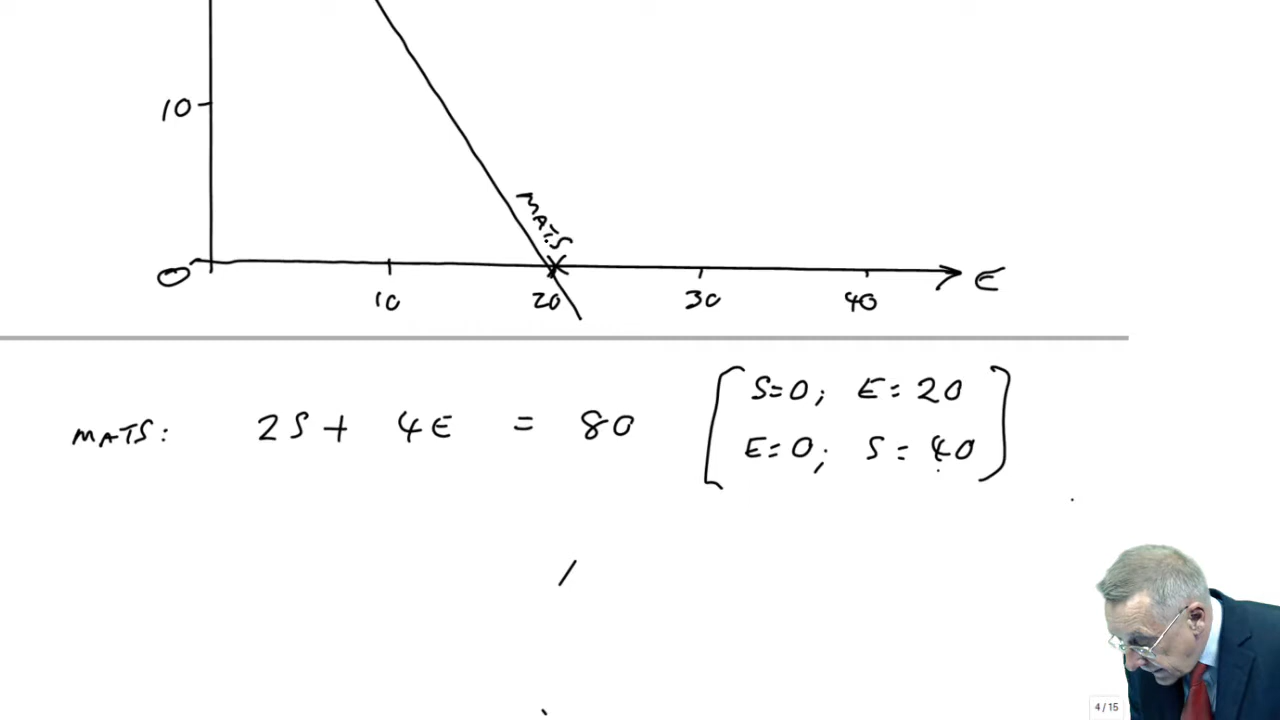 10
MATS
0
10 20 30 40
E
MATS: 2S + 4E = 80
S=0; E=20
E=0; S=40
4 / 15